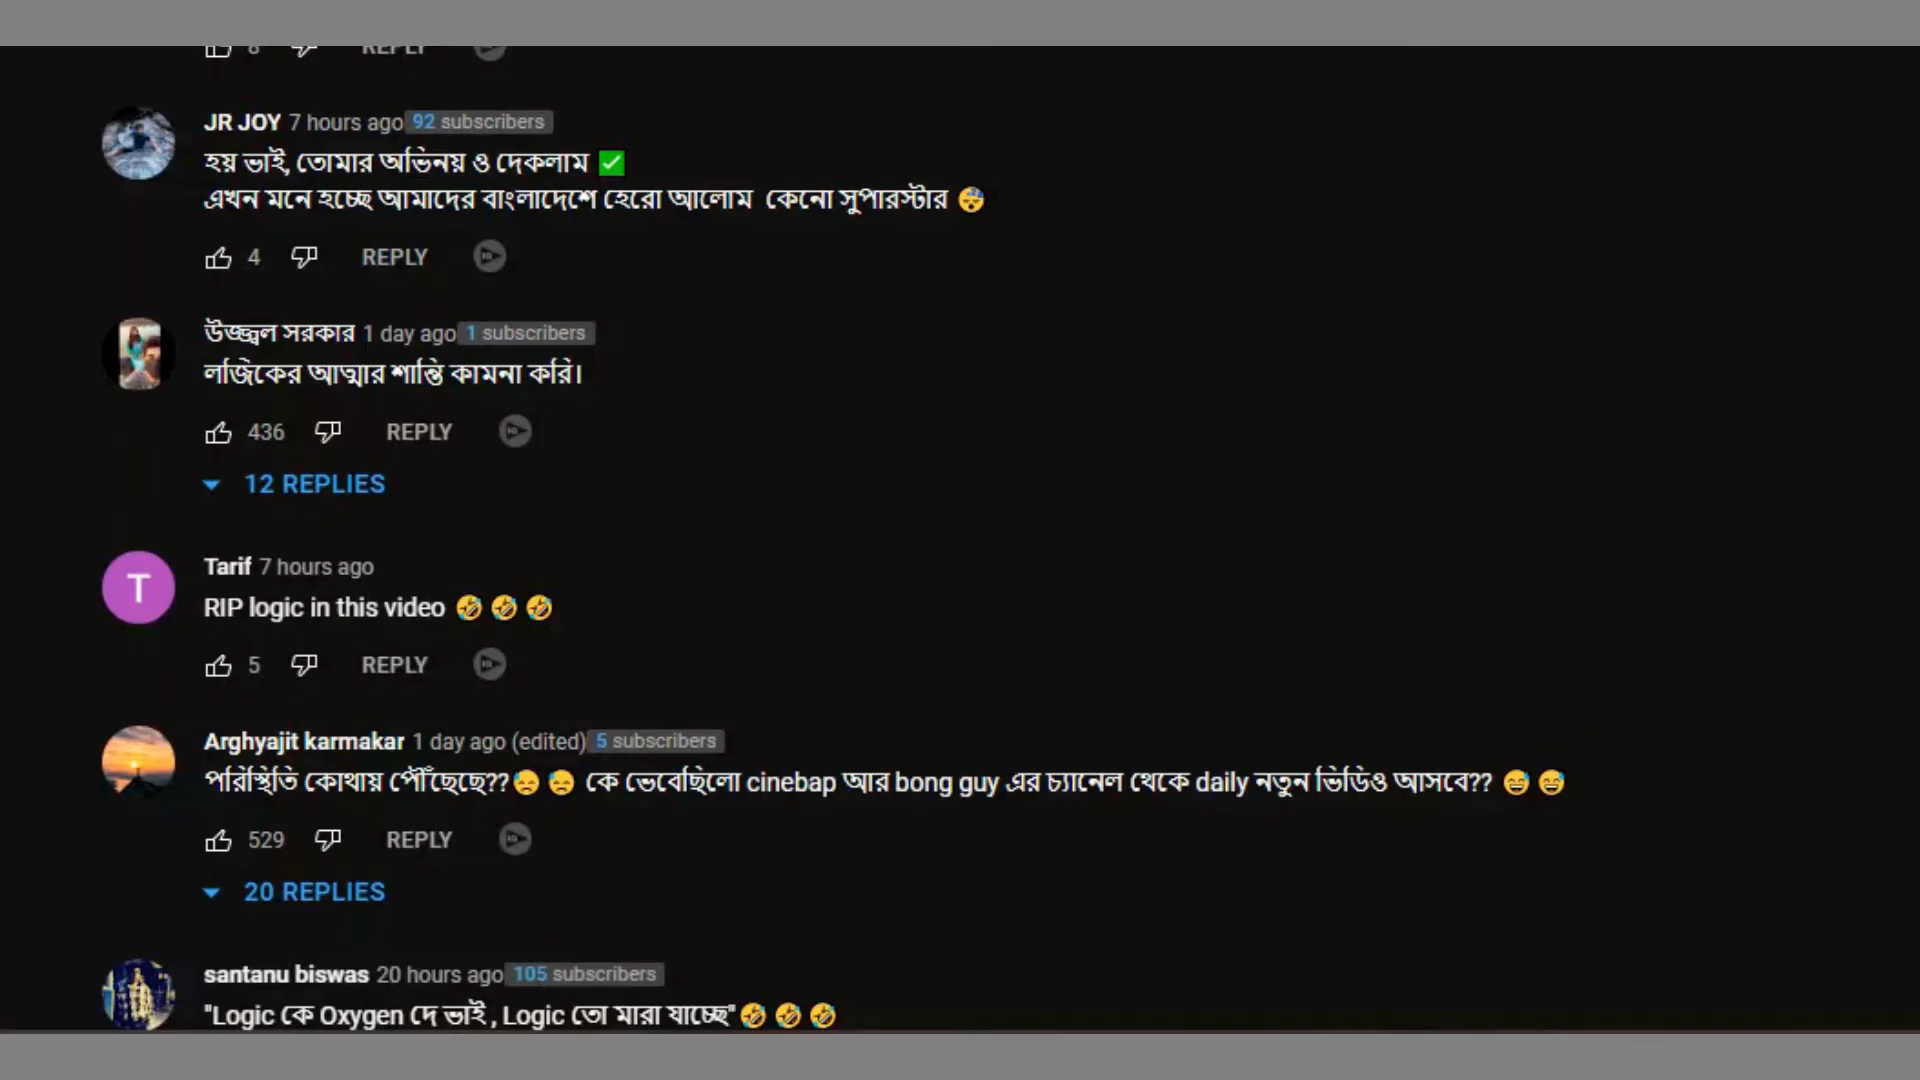 8 REPLY
JR JOY 7 hours ago 92 subscribers
হয় ভাই, তোমার অভিনয় ও দেকলাম ✅
এখন মনে হচ্ছে আমাদের বাংলাদেশে হেরো আলোম কেনো সুপারস্টার 😴
4 REPLY
উজ্জ্বল সরকার 1 day ago 1 subscribers
লজিকের আত্মার শান্তি কামনা করি।
436 REPLY
12 REPLIES
T
Tarif 7 hours ago
RIP logic in this video 🤣 🤣 🤣
5 REPLY
Arghyajit karmakar 1 day ago (edited) 5 subscribers
পরিস্থিতি কোথায় পৌঁছেছে??😓 😓 কে ভেবেছিলো cinebap আর bong guy এর চ্যানেল থেকে daily নতুন ভিডিও আসবে?? 😅 😅
529 REPLY
20 REPLIES
santanu biswas 20 hours ago 105 subscribers
"Logic কে Oxygen দে ভাই , Logic তো মারা যাচ্ছে"🤣 🤣 🤣